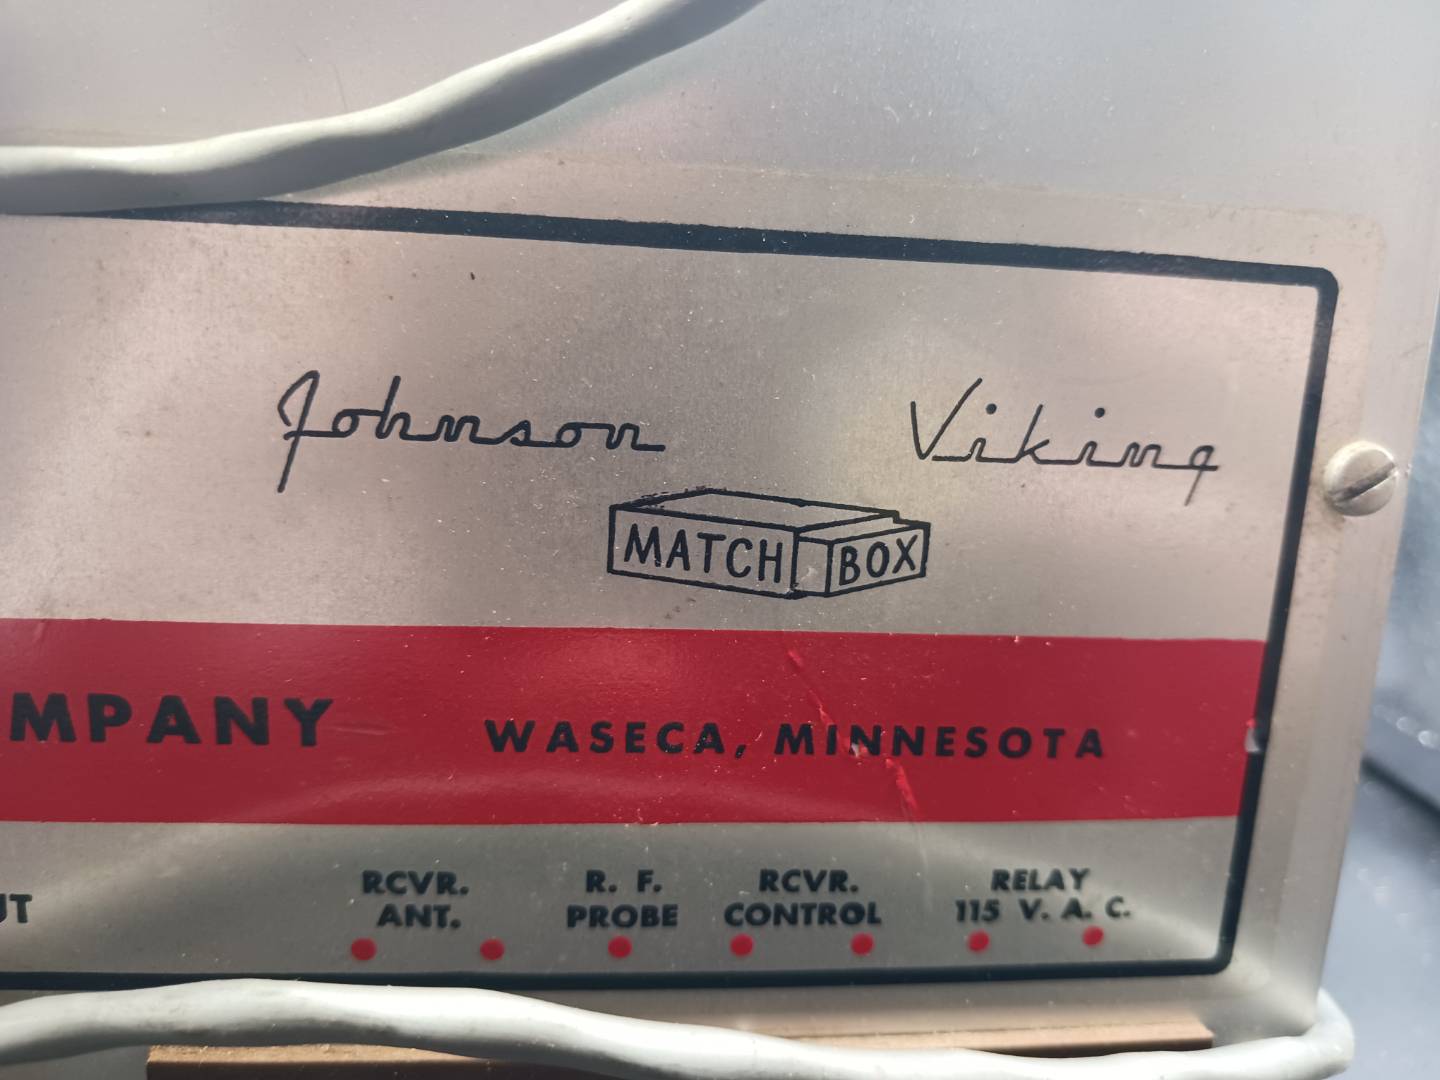 Johnson Viking
MATCH BOX
MPANY WASECA, MINNESOTA
UT
RCVR. ANT.
R. F. PROBE
RCVR. CONTROL
RELAY 115 V. A. C.